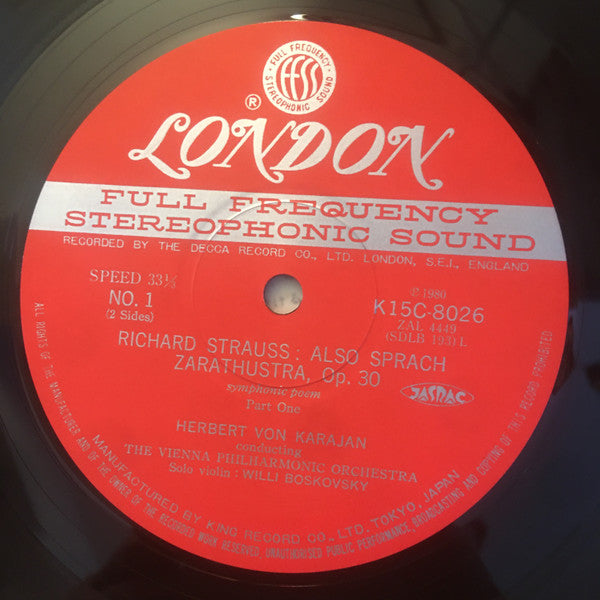 FULL FREQUENCY
ffss
STEREOPHONIC SOUND
®
LONDON
FULL FREQUENCY
STEREOPHONIC SOUND
RECORDED BY THE DECCA RECORD CO., LTD. LONDON, S.E.I., ENGLAND
SPEED 33⅓
NO. 1
(2 Sides)
℗1980
K15C-8026
ZAL 4449
(SDLB 193) L
RICHARD STRAUSS: ALSO SPRACH
ZARATHUSTRA, Op. 30
symphonic poem
Part One
JASRAC
HERBERT VON KARAJAN
conducting
THE VIENNA PHILHARMONIC ORCHESTRA
Solo violin: WILLI BOSKOVSKY
MANUFACTURED BY KING RECORD CO., LTD. TOKYO, JAPAN
ALL RIGHTS OF THE MANUFACTURER AND OF THE OWNER OF THE RECORDED WORK RESERVED. UNAUTHORISED PUBLIC PERFORMANCE, BROADCASTING AND COPYING OF THIS RECORD PROHIBITED